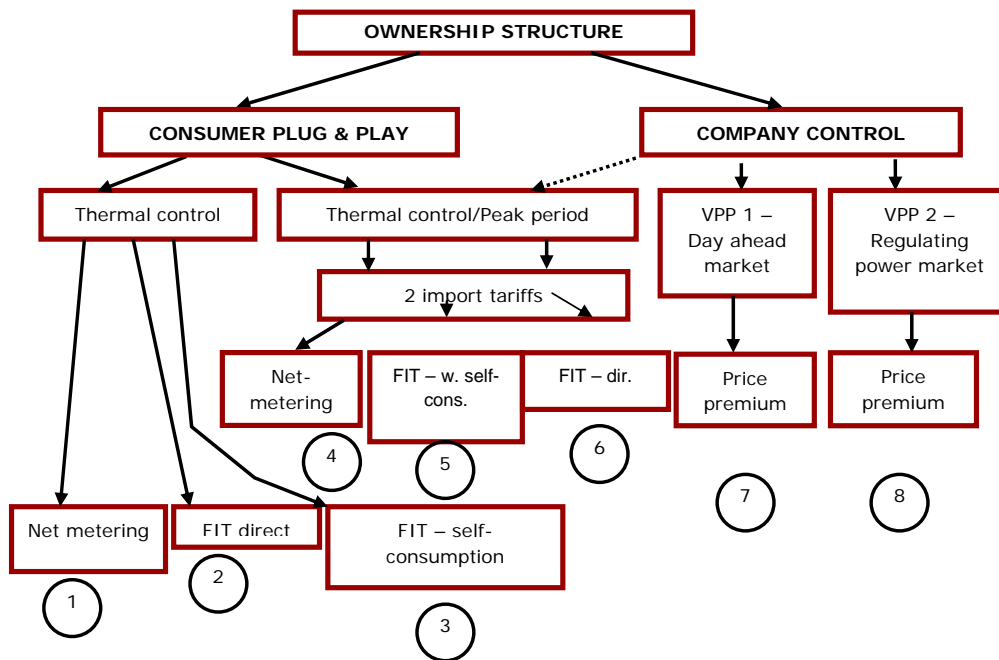 OWNERSHIP STRUCTURE
CONSUMER PLUG & PLAY
COMPANY CONTROL
Thermal control
Thermal control/Peak period
VPP 1 –
Day ahead
market
VPP 2 –
Regulating
power market
2 import tariffs
Net-
metering
FIT – w. self-
cons.
FIT – dir.
Price
premium
Price
premium
4
5
6
7
8
Net metering
FIT direct
FIT – self-
consumption
1
2
3